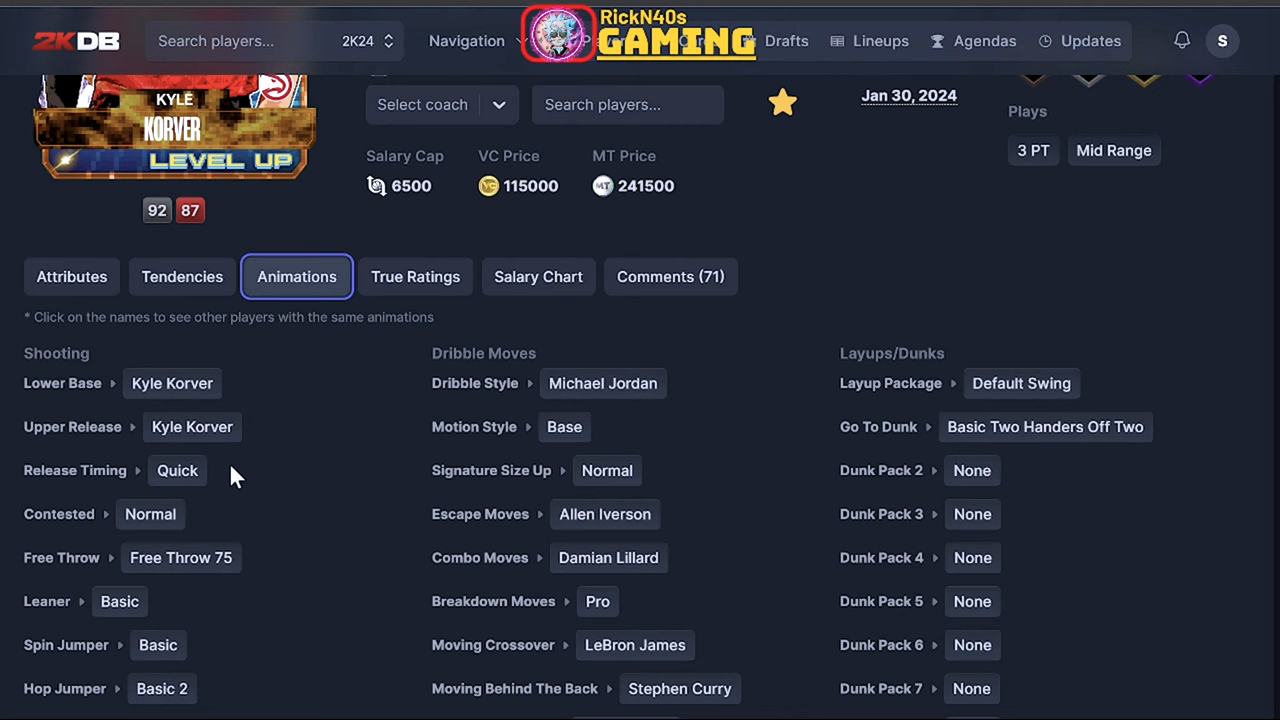 2KDB
Search players...
2K24
Navigation
RickN40s
GAMING
Drafts
Lineups
Agendas
Updates
S
KYLE
KORVER
LEVEL UP
92
87
Select coach
Search players...
Jan 30, 2024
Plays
3 PT
Mid Range
Salary Cap
VC Price
MT Price
6500
VC
115000
MT
241500
Attributes
Tendencies
Animations
True Ratings
Salary Chart
Comments (71)
* Click on the names to see other players with the same animations
Shooting
Lower Base
Kyle Korver
Upper Release
Kyle Korver
Release Timing
Quick
Contested
Normal
Free Throw
Free Throw 75
Leaner
Basic
Spin Jumper
Basic
Hop Jumper
Basic 2
Dribble Moves
Dribble Style
Michael Jordan
Motion Style
Base
Signature Size Up
Normal
Escape Moves
Allen Iverson
Combo Moves
Damian Lillard
Breakdown Moves
Pro
Moving Crossover
LeBron James
Moving Behind The Back
Stephen Curry
Layups/Dunks
Layup Package
Default Swing
Go To Dunk
Basic Two Handers Off Two
Dunk Pack 2
None
Dunk Pack 3
None
Dunk Pack 4
None
Dunk Pack 5
None
Dunk Pack 6
None
Dunk Pack 7
None